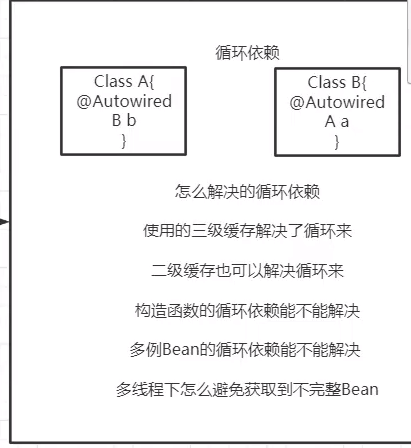 循环依赖
Class A{
@Autowired
B b
}
Class B{
@Autowired
A a
}
怎么解决的循环依赖
使用的三级缓存解决了循环来
二级缓存也可以解决循环来
构造函数的循环依赖能不能解决
多例Bean的循环依赖能不能解决
多线程下怎么避免获取到不完整Bean